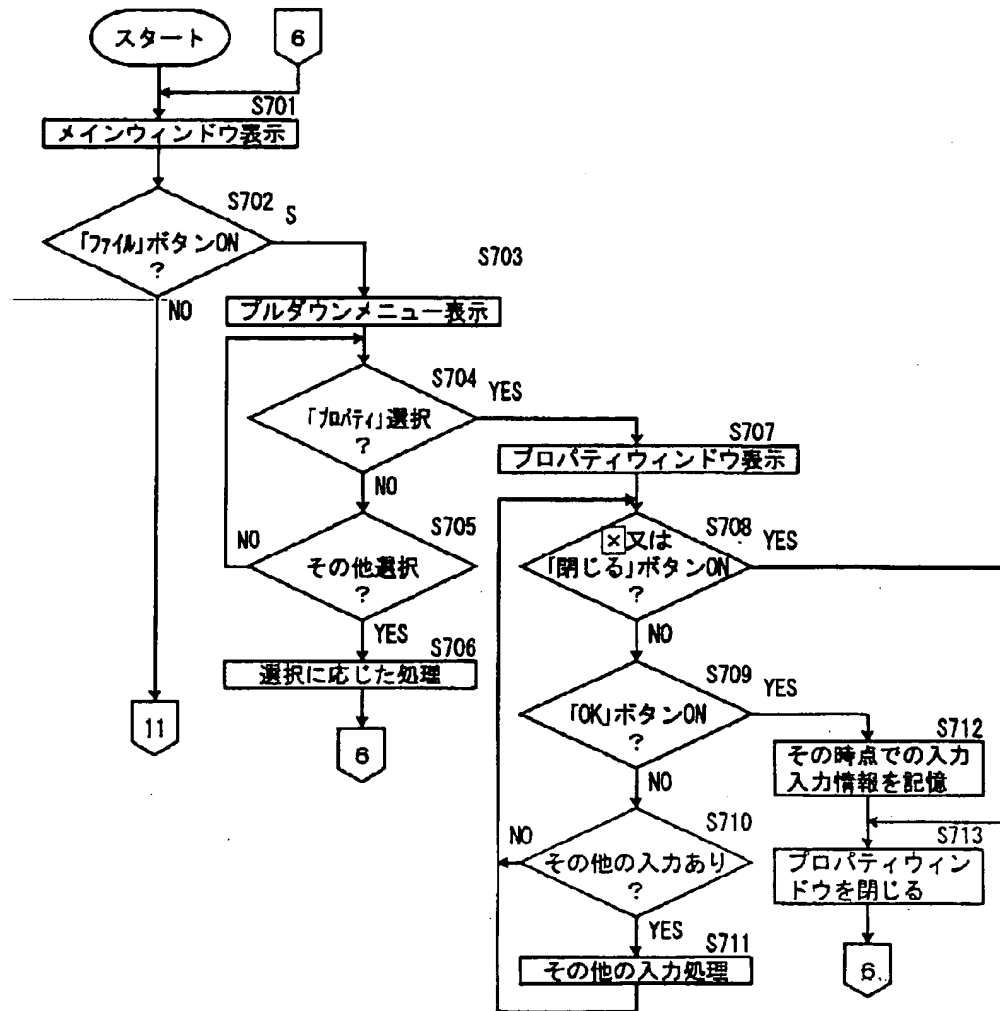 スタート
6
S701
メインウィンドウ表示
S702
S
「ファイル」ボタンON
?
NO
S703
プルダウンメニュー表示
S704
YES
「プロパティ」選択
?
NO
S707
プロパティウィンドウ表示
S705
NO
その他選択
?
YES
S708
YES
×又は
「閉じる」ボタンON
?
NO
S706
選択に応じた処理
11
6
S709
YES
「OK」ボタンON
?
NO
S712
その時点での入力
入力情報を記憶
S710
NO
その他の入力あり
?
YES
S713
プロパティウィン
ドウを閉じる
S711
その他の入力処理
6